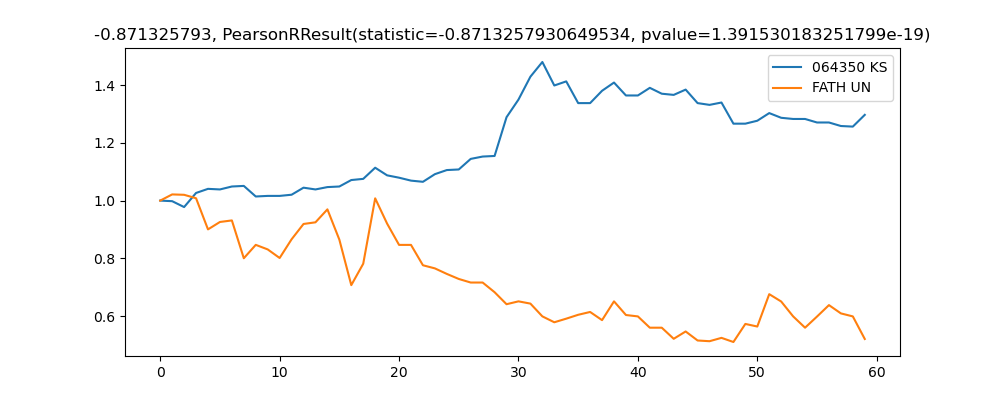 -0.871325793, PearsonRResult(statistic=-0.8713257930649534, pvalue=1.391530183251799e-19)
064350 KS
FATH UN
1.4
1.2
1.0
0.8
0.6
0 10 20 30 40 50 60